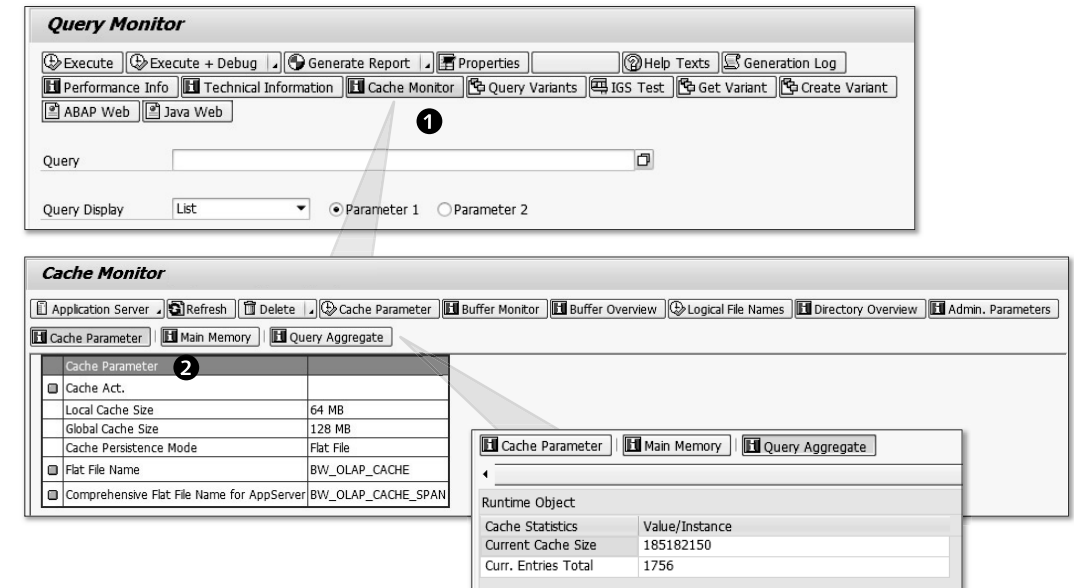 Query Monitor
Execute Execute + Debug Generate Report Properties Help Texts Generation Log
Performance Info Technical Information Cache Monitor Query Variants IGS Test Get Variant Create Variant
ABAP Web Java Web
1
Query
Query Display List Parameter 1 Parameter 2
Cache Monitor
Application Server Refresh Delete Cache Parameter Buffer Monitor Buffer Overview Logical File Names Directory Overview Admin. Parameters
Cache Parameter Main Memory Query Aggregate
Cache Parameter 2
Cache Act.
Local Cache Size 64 MB
Global Cache Size 128 MB
Cache Persistence Mode Flat File
Flat File Name BW_OLAP_CACHE
Comprehensive Flat File Name for AppServer BW_OLAP_CACHE_SPAN
Cache Parameter Main Memory Query Aggregate
Runtime Object
Cache Statistics Value/Instance
Current Cache Size 185182150
Curr. Entries Total 1756